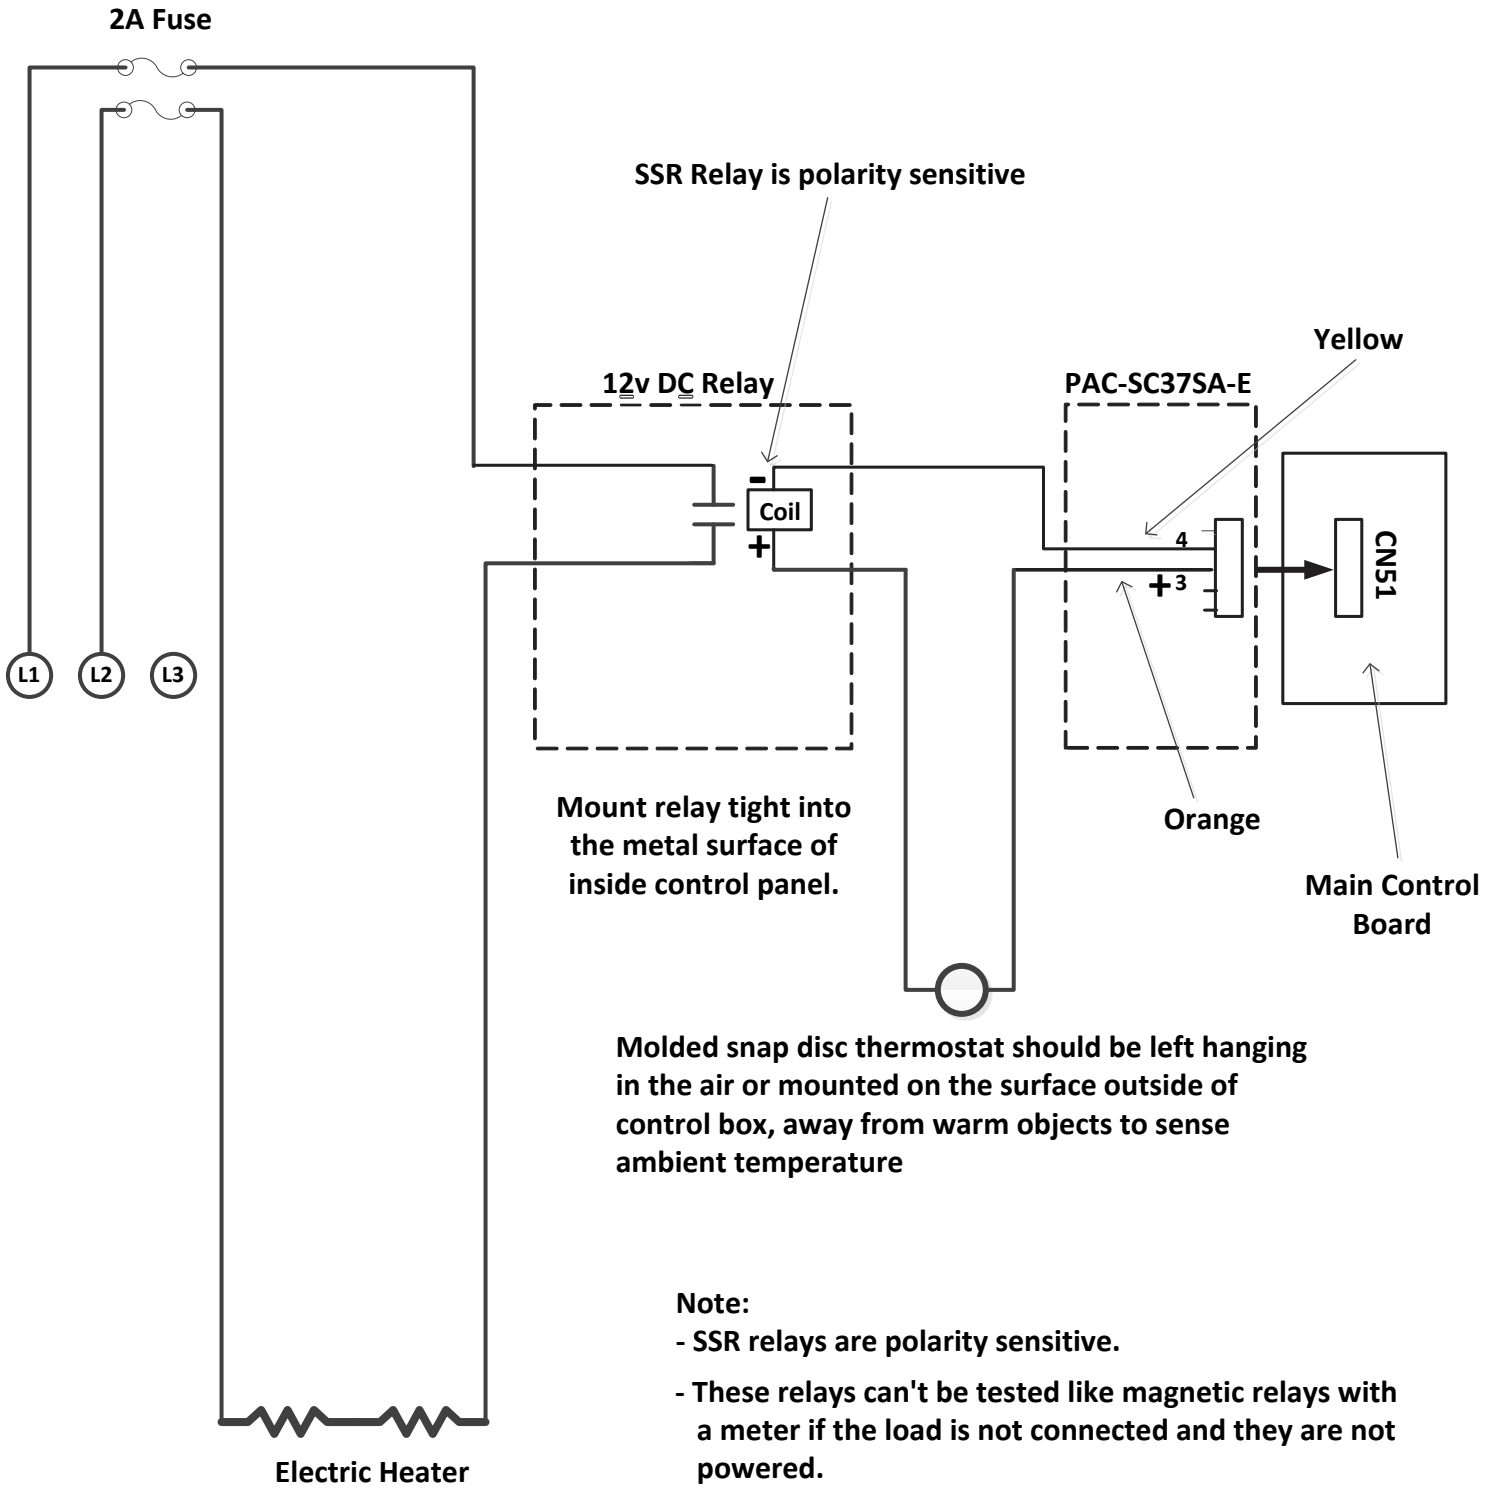 2A Fuse
SSR Relay is polarity sensitive
Yellow
12v DC Relay
PAC-SC37SA-E
-
Coil
+
4
+ 3
CN51
L1
L2
L3
Mount relay tight into
the metal surface of
inside control panel.
Orange
Main Control
Board
Molded snap disc thermostat should be left hanging
in the air or mounted on the surface outside of
control box, away from warm objects to sense
ambient temperature
Note:
- SSR relays are polarity sensitive.
- These relays can't be tested like magnetic relays with
a meter if the load is not connected and they are not
powered.
Electric Heater